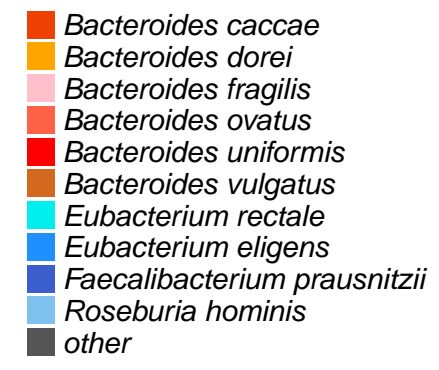 Bacteroides caccae
Bacteroides dorei
Bacteroides fragilis
Bacteroides ovatus
Bacteroides uniformis
Bacteroides vulgatus
Eubacterium rectale
Eubacterium eligens
Faecalibacterium prausnitzii
Roseburia hominis
other